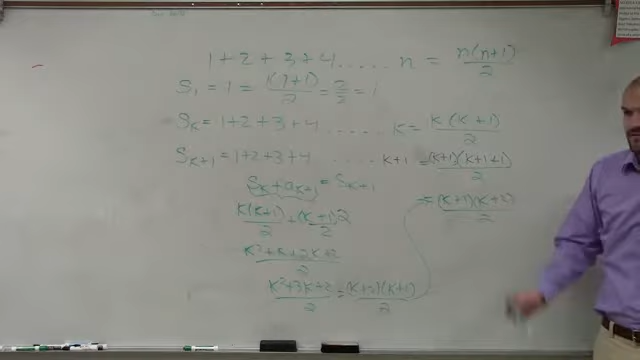 1 + 2 + 3 + 4 ..... n = n(n+1)/2
S₁ = 1 = 1(1+1)/2 = 2/2 = 1
Sₖ = 1+2+3+4 ..... k = k(k+1)/2
Sₖ₊₁ = 1+2+3+4 ..... k+1 = (k+1)(k+1+1)/2
Sₖ + aₖ₊₁ = Sₖ₊₁
= (k+1)(k+2)/2
k(k+1)/2 + (k+1)2/2
k²+k+2k+2/2
k²+3k+2/2 = (k+2)(k+1)/2